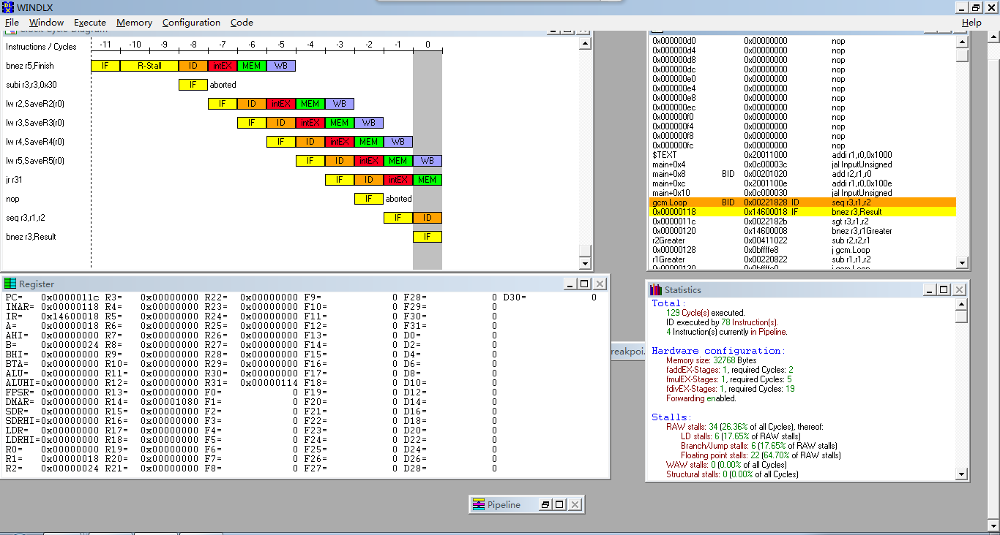 WINDLX
File Window Execute Memory Configuration Code Help
Clock Cycle Diagram
Instructions / Cycles -11 -10 -9 -8 -7 -6 -5 -4 -3 -2 -1 0
bnez r5,Finish IF R-Stall ID intEX MEM WB
subi r3,r3,0x30 IF aborted
lw r2,SaveR2(r0) IF ID intEX MEM WB
lw r3,SaveR3(r0) IF ID intEX MEM WB
lw r4,SaveR4(r0) IF ID intEX MEM WB
lw r5,SaveR5(r0) IF ID intEX MEM WB
jr r31 IF ID intEX MEM
nop IF aborted
seq r3,r1,r2 IF ID
bnez r3,Result IF
0x000000d0 0x00000000 nop
0x000000d4 0x00000000 nop
0x000000d8 0x00000000 nop
0x000000dc 0x00000000 nop
0x000000e0 0x00000000 nop
0x000000e4 0x00000000 nop
0x000000e8 0x00000000 nop
0x000000ec 0x00000000 nop
0x000000f0 0x00000000 nop
0x000000f4 0x00000000 nop
0x000000f8 0x00000000 nop
0x000000fc 0x00000000 nop
$TEXT 0x20011000 addi r1,r0,0x1000
main+0x4 0x0c00003c jal InputUnsigned
main+0x8 BID 0x00201020 add r2,r1,r0
main+0xc 0x2001100e addi r1,r0,0x100e
main+0x10 0x0c000030 jal InputUnsigned
gcm.Loop BID 0x00221828 ID seq r3,r1,r2
0x00000118 0x14600018 IF bnez r3,Result
0x0000011c 0x0022182b sgt r3,r1,r2
0x00000120 0x14600008 bnez r3,r1Greater
r2Greater 0x00411022 sub r2,r2,r1
0x00000128 0x0bffffe8 j gcm.Loop
r1Greater 0x00220822 sub r1,r1,r2
0x00000130 0x0bffffe0 j gcm.Loop
Register
PC= 0x0000011c R3= 0x00000000 R22= 0x00000000 F9= 0 F28= 0 D30= 0
IMAR= 0x00000118 R4= 0x00000000 R23= 0x00000000 F10= 0 F29= 0
IR= 0x14600018 R5= 0x00000000 R24= 0x00000000 F11= 0 F30= 0
A= 0x00000018 R6= 0x00000000 R25= 0x00000000 F12= 0 F31= 0
AHI= 0x00000000 R7= 0x00000000 R26= 0x00000000 F13= 0 D0= 0
B= 0x00000024 R8= 0x00000000 R27= 0x00000000 F14= 0 D2= 0
BHI= 0x00000000 R9= 0x00000000 R28= 0x00000000 F15= 0 D4= 0
BTA= 0x00000000 R10= 0x00000000 R29= 0x00000000 F16= 0 D6= 0
ALU= 0x00000000 R11= 0x00000000 R30= 0x00000000 F17= 0 D8= 0
ALUHI= 0x00000000 R12= 0x00000000 R31= 0x00000114 F18= 0 D10= 0
FPSR= 0x00000000 R13= 0x00000000 F0= 0 F19= 0 D12= 0
DMAR= 0x00000000 R14= 0x00001080 F1= 0 F20= 0 D14= 0
SDR= 0x00000000 R15= 0x00000000 F2= 0 F21= 0 D16= 0
SDRHI= 0x00000000 R16= 0x00000000 F3= 0 F22= 0 D18= 0
LDR= 0x00000000 R17= 0x00000000 F4= 0 F23= 0 D20= 0
LDRHI= 0x00000000 R18= 0x00000000 F5= 0 F24= 0 D22= 0
R0= 0x00000000 R19= 0x00000000 F6= 0 F25= 0 D24= 0
R1= 0x00000018 R20= 0x00000000 F7= 0 F26= 0 D26= 0
R2= 0x00000024 R21= 0x00000000 F8= 0 F27= 0 D28= 0
reakpoi.
Statistics
Total:
129 Cycle(s) executed.
ID executed by 78 Instruction(s).
4 Instruction(s) currently in Pipeline.
Hardware configuration:
Memory size: 32768 Bytes
faddEX-Stages: 1, required Cycles: 2
fmulEX-Stages: 1, required Cycles: 5
fdivEX-Stages: 1, required Cycles: 19
Forwarding enabled.
Stalls:
RAW stalls: 34 (26.36% of all Cycles), thereof:
LD stalls: 6 (17.65% of RAW stalls)
Branch/Jump stalls: 6 (17.65% of RAW stalls)
Floating point stalls: 22 (64.70% of RAW stalls)
WAW stalls: 0 (0.00% of all Cycles)
Structural stalls: 0 (0.00% of all Cycles)
Pipeline